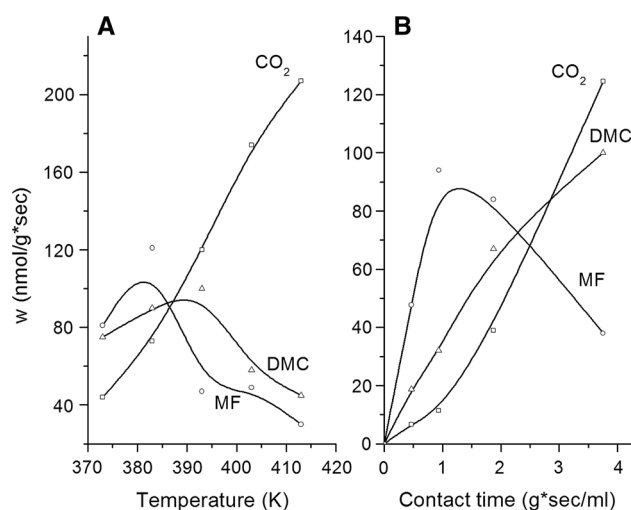 A
B
w (nmol/g*sec)
200
160
120
80
40
CO2
DMC
MF
370 380 390 400 410 420
Temperature (K)
140
120
100
80
60
40
20
0
CO2
DMC
MF
0 1 2 3 4
Contact time (g*sec/ml)